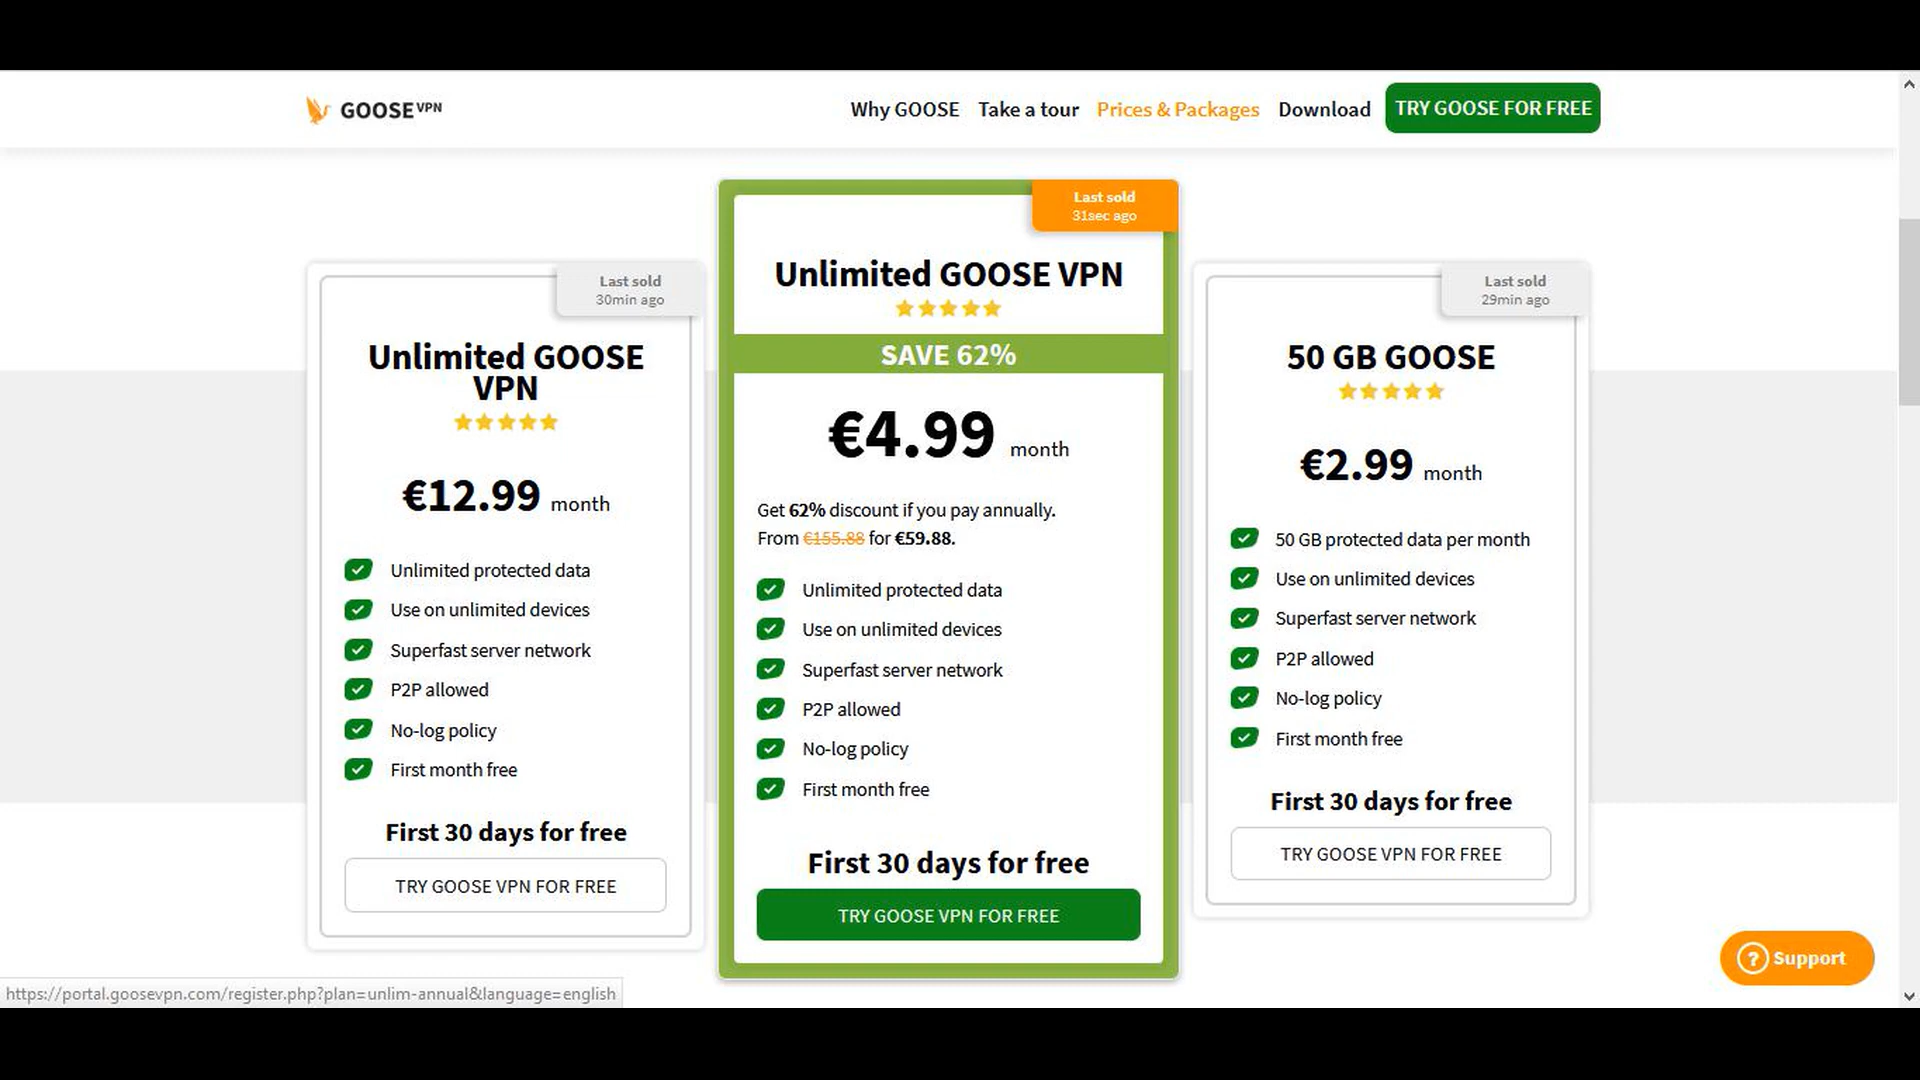 GOOSE VPN
Why GOOSE
Take a tour
Prices & Packages
Download
TRY GOOSE FOR FREE
Last sold
30min ago
Unlimited GOOSE
VPN
€12.99 month
Unlimited protected data
Use on unlimited devices
Superfast server network
P2P allowed
No-log policy
First month free
First 30 days for free
TRY GOOSE VPN FOR FREE
Last sold
31sec ago
Unlimited GOOSE VPN
SAVE 62%
€4.99 month
Get 62% discount if you pay annually.
From €155.88 for €59.88.
Unlimited protected data
Use on unlimited devices
Superfast server network
P2P allowed
No-log policy
First month free
First 30 days for free
TRY GOOSE VPN FOR FREE
Last sold
29min ago
50 GB GOOSE
€2.99 month
50 GB protected data per month
Use on unlimited devices
Superfast server network
P2P allowed
No-log policy
First month free
First 30 days for free
TRY GOOSE VPN FOR FREE
? Support
https://portal.goosevpn.com/register.php?plan=unlim-annual&language=english